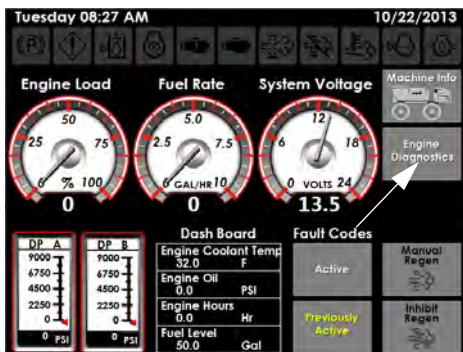 Tuesday 08:27 AM 10/22/2013
(P)
Engine Load Fuel Rate System Voltage Machine Info
50 5.0 12
25 75 2.5 7.5 6 18
Engine
Diagnostics
0 % 100 0 GAL/HR 10 0 VOLTS 24
0 0 13.5
Dash Board Fault Codes
DP A DP B
9000 9000
6750 6750
4500 4500
2250 2250
0 0
0 PSI 0 PSI
Engine Coolant Temp
32.0 F
Engine Oil
0.0 PSI
Engine Hours
0.0 Hr
Fuel Level
50.0 Gal
Active
Previously
Active
Manual
Regen
Inhibit
Regen